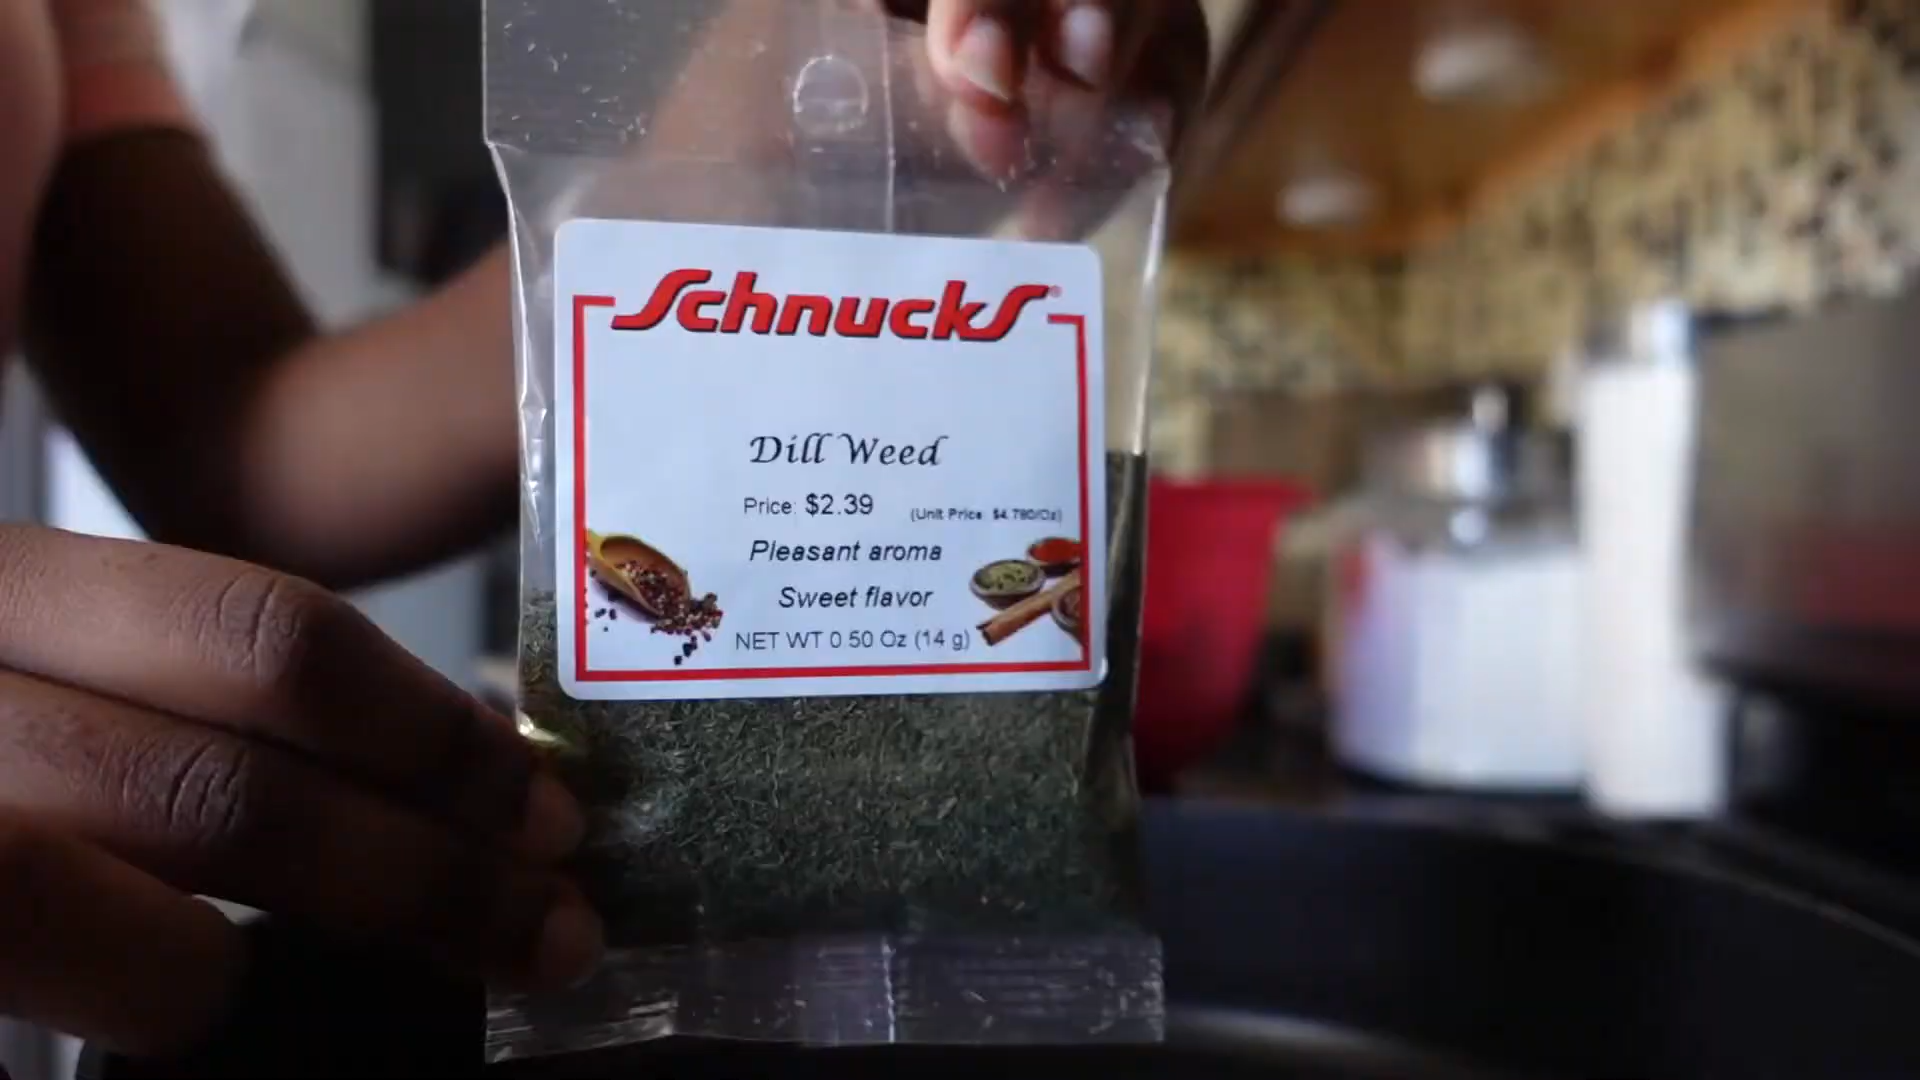 Schnucks®
Dill Weed
Price: $2.39 (Unit Price: $4.780/Oz)
Pleasant aroma
Sweet flavor
NET WT 0.50 Oz (14 g)